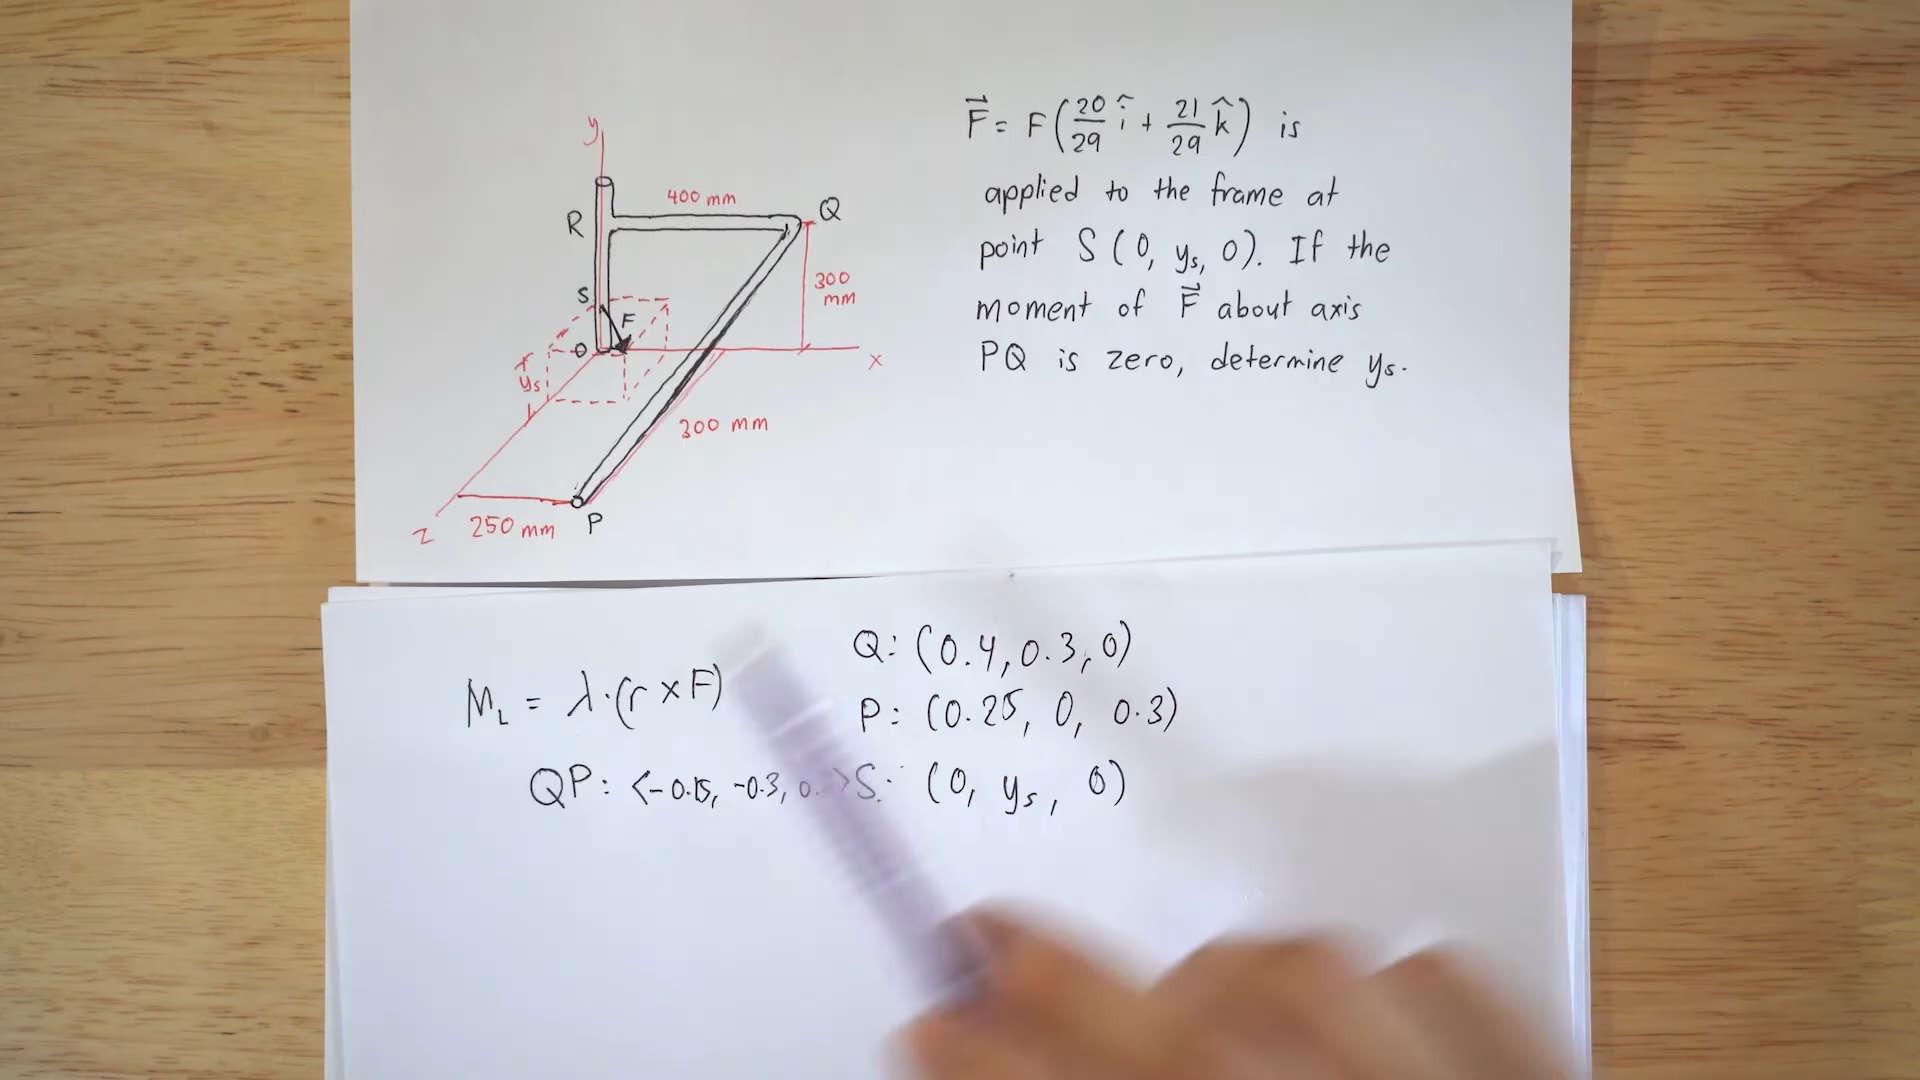 y
400 mm
R
Q
300
mm
S
F
O
x
ys
300 mm
z
250 mm
P
F = F(20/29 î + 21/29 k̂) is
applied to the frame at
point S (0, ys, 0). If the
moment of F about axis
PQ is zero, determine ys.
ML = λ·(r × F)
Q: (0.4, 0.3, 0)
P: (0.25, 0, 0.3)
QP: <-0.15, -0.3, 0.
S: (0, ys, 0)